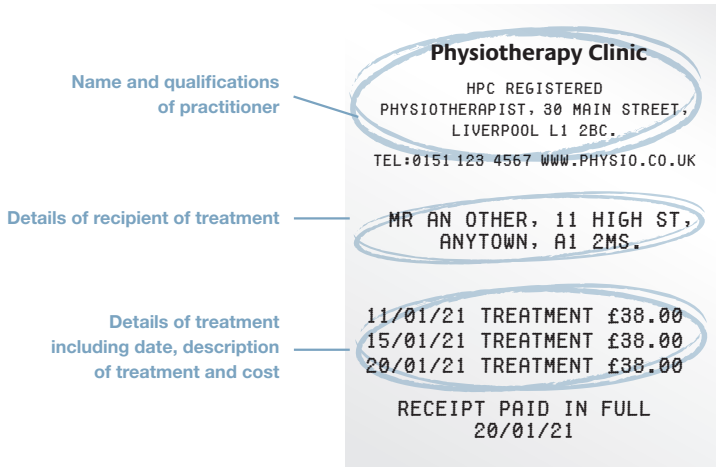 Physiotherapy Clinic
Name and qualifications
of practitioner
HPC REGISTERED
PHYSIOTHERAPIST, 30 MAIN STREET,
LIVERPOOL L1 2BC.
TEL:0151 123 4567 WWW.PHYSIO.CO.UK
Details of recipient of treatment
MR AN OTHER, 11 HIGH ST,
ANYTOWN, A1 2MS.
Details of treatment
including date, description
of treatment and cost
11/01/21 TREATMENT £38.00
15/01/21 TREATMENT £38.00
20/01/21 TREATMENT £38.00
RECEIPT PAID IN FULL
20/01/21